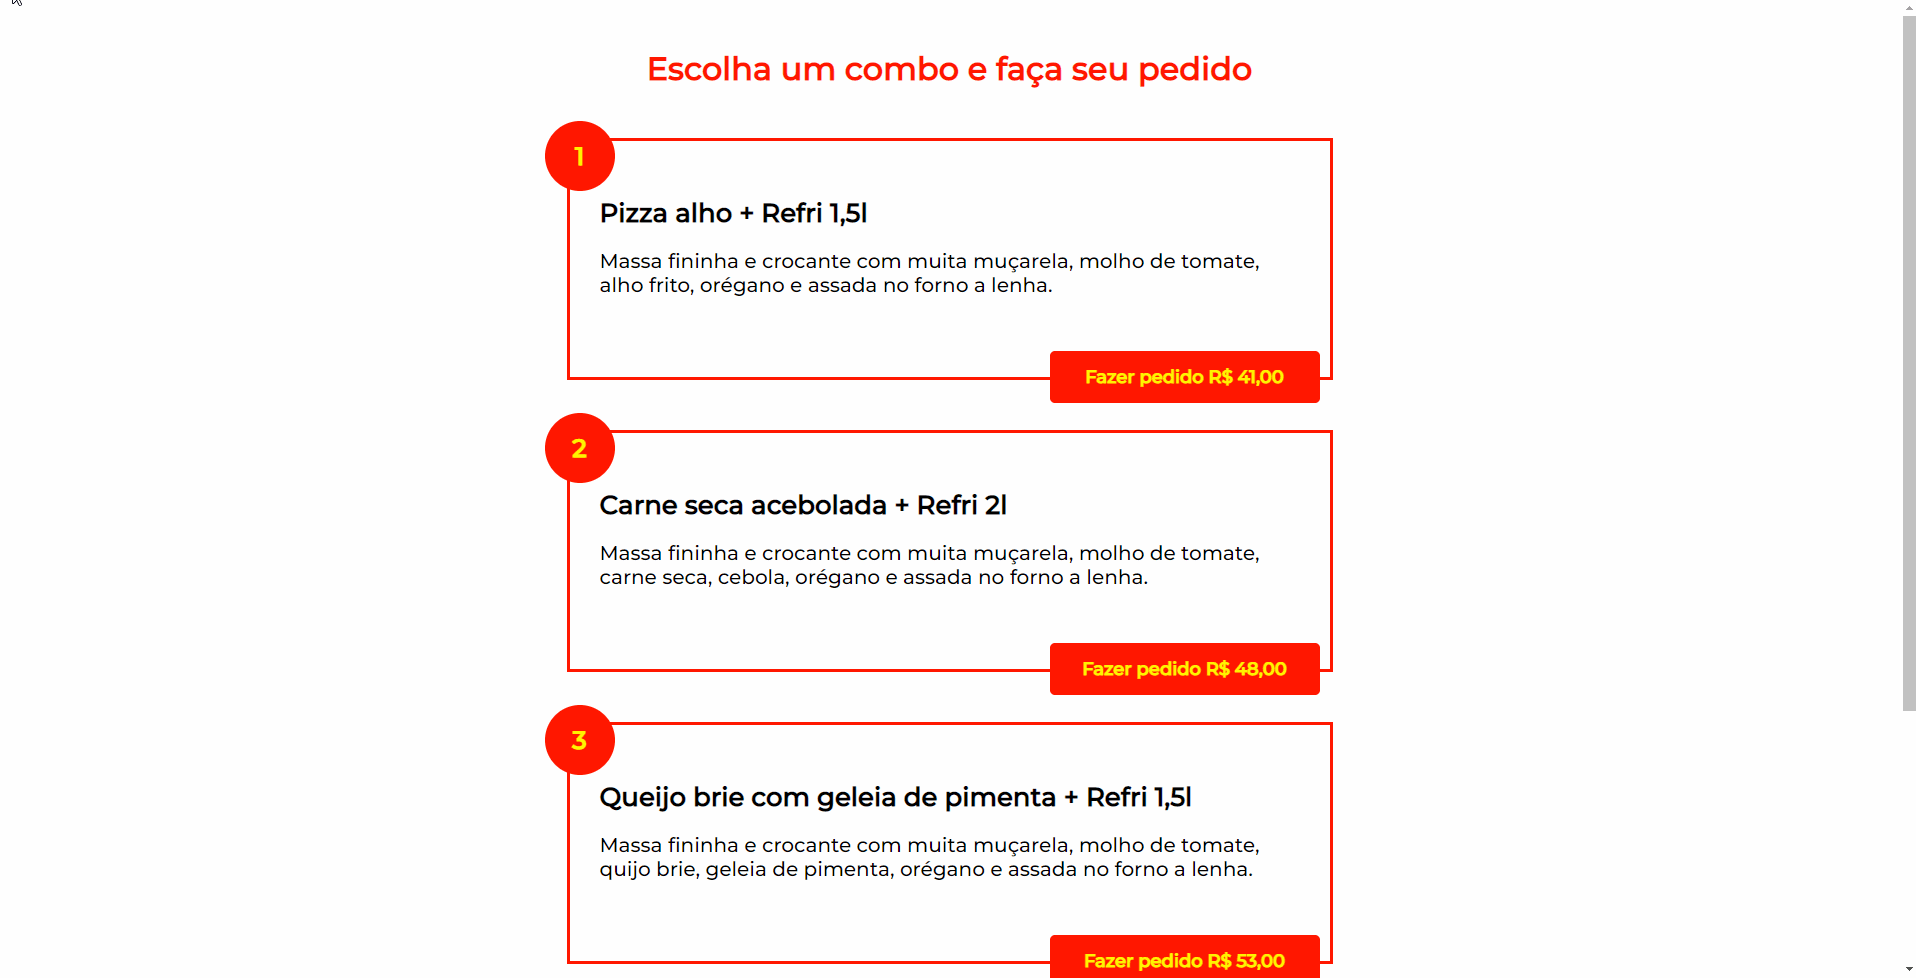 Escolha um combo e faça seu pedido
1
Pizza alho + Refri 1,5l
Massa fininha e crocante com muita muçarela, molho de tomate,
alho frito, orégano e assada no forno a lenha.
Fazer pedido R$ 41,00
2
Carne seca acebolada + Refri 2l
Massa fininha e crocante com muita muçarela, molho de tomate,
carne seca, cebola, orégano e assada no forno a lenha.
Fazer pedido R$ 48,00
3
Queijo brie com geleia de pimenta + Refri 1,5l
Massa fininha e crocante com muita muçarela, molho de tomate,
quijo brie, geleia de pimenta, orégano e assada no forno a lenha.
Fazer pedido R$ 53,00